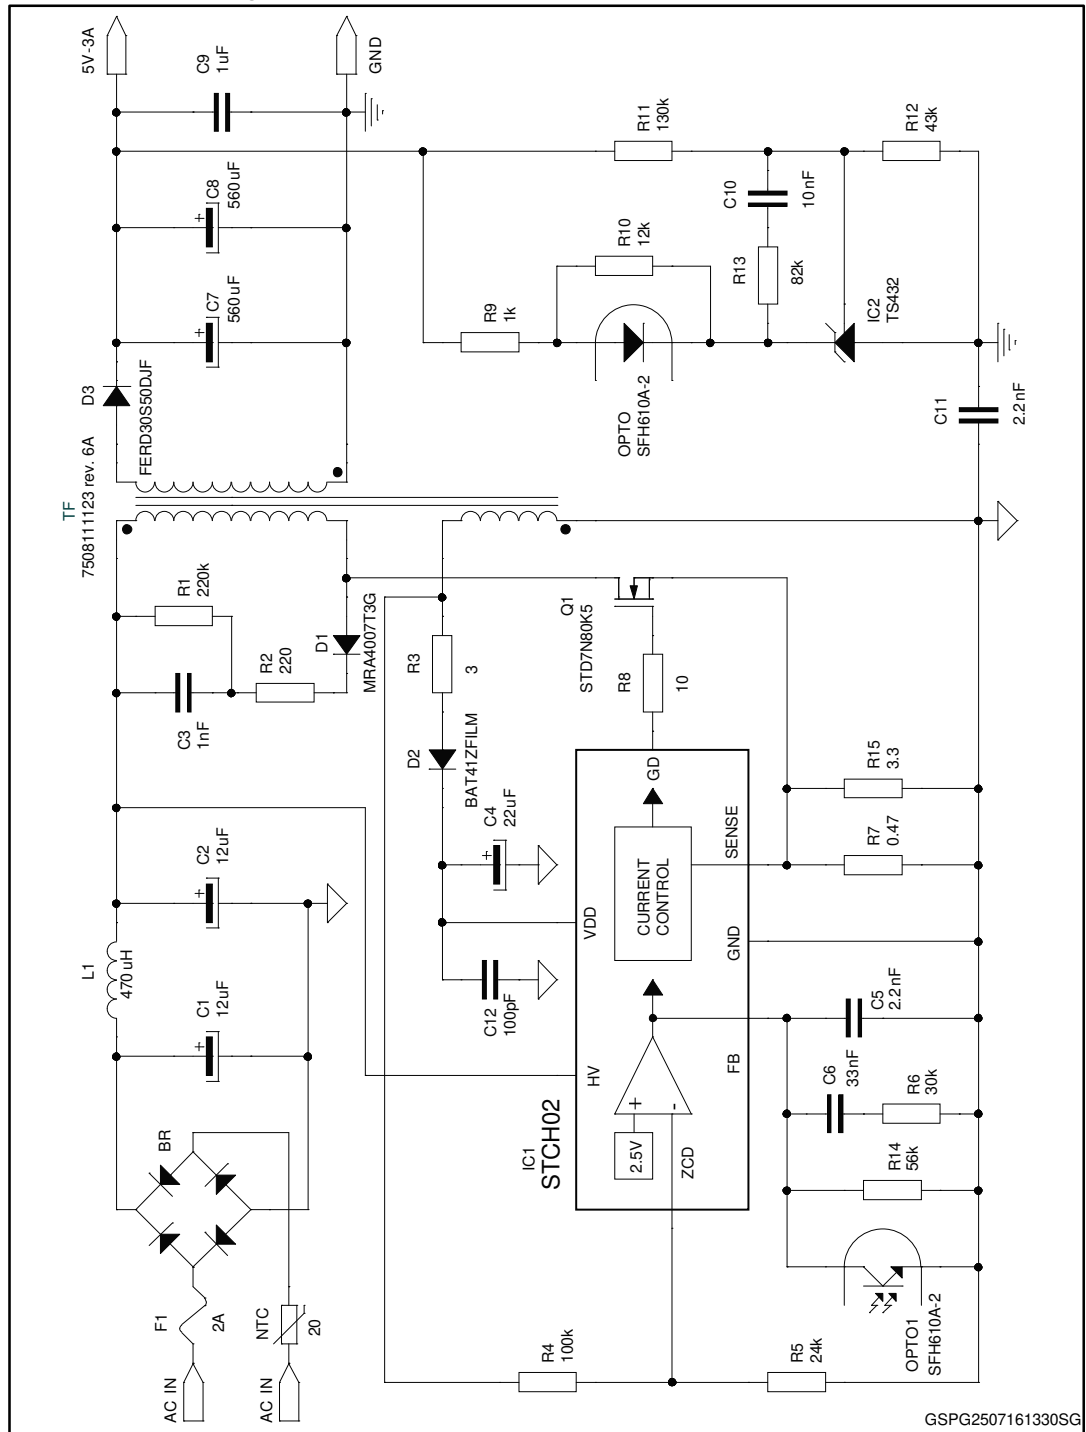 5V-3A
GND
C9
1uF
C8
560uF
C7
560uF
D3
FERD30S50DJF
R11
130k
R12
43k
C10
10nF
R10
12k
R13
82k
R9
1k
IC2
TS432
OPTO
SFH610A-2
C11
2.2nF
TF
7508111123 rev. 6A
R1
220k
R2
220
C3
1nF
D1
MRA4007T3G
R3
3
D2
BAT41ZFILM
Q1
STD7N80K5
R8
10
C4
22uF
C12
100pF
R15
3.3
R7
0.47
L1
470uH
C2
12uF
C1
12uF
GD
SENSE
CURRENT
CONTROL
VDD
GND
HV
FB
+
-
2.5V
ZCD
IC1
STCH02
C5
2.2nF
C6
33nF
R6
30k
R14
56k
OPTO1
SFH610A-2
BR
F1
2A
NTC
20
AC IN
AC IN
R4
100k
R5
24k
GSPG2507161330SG